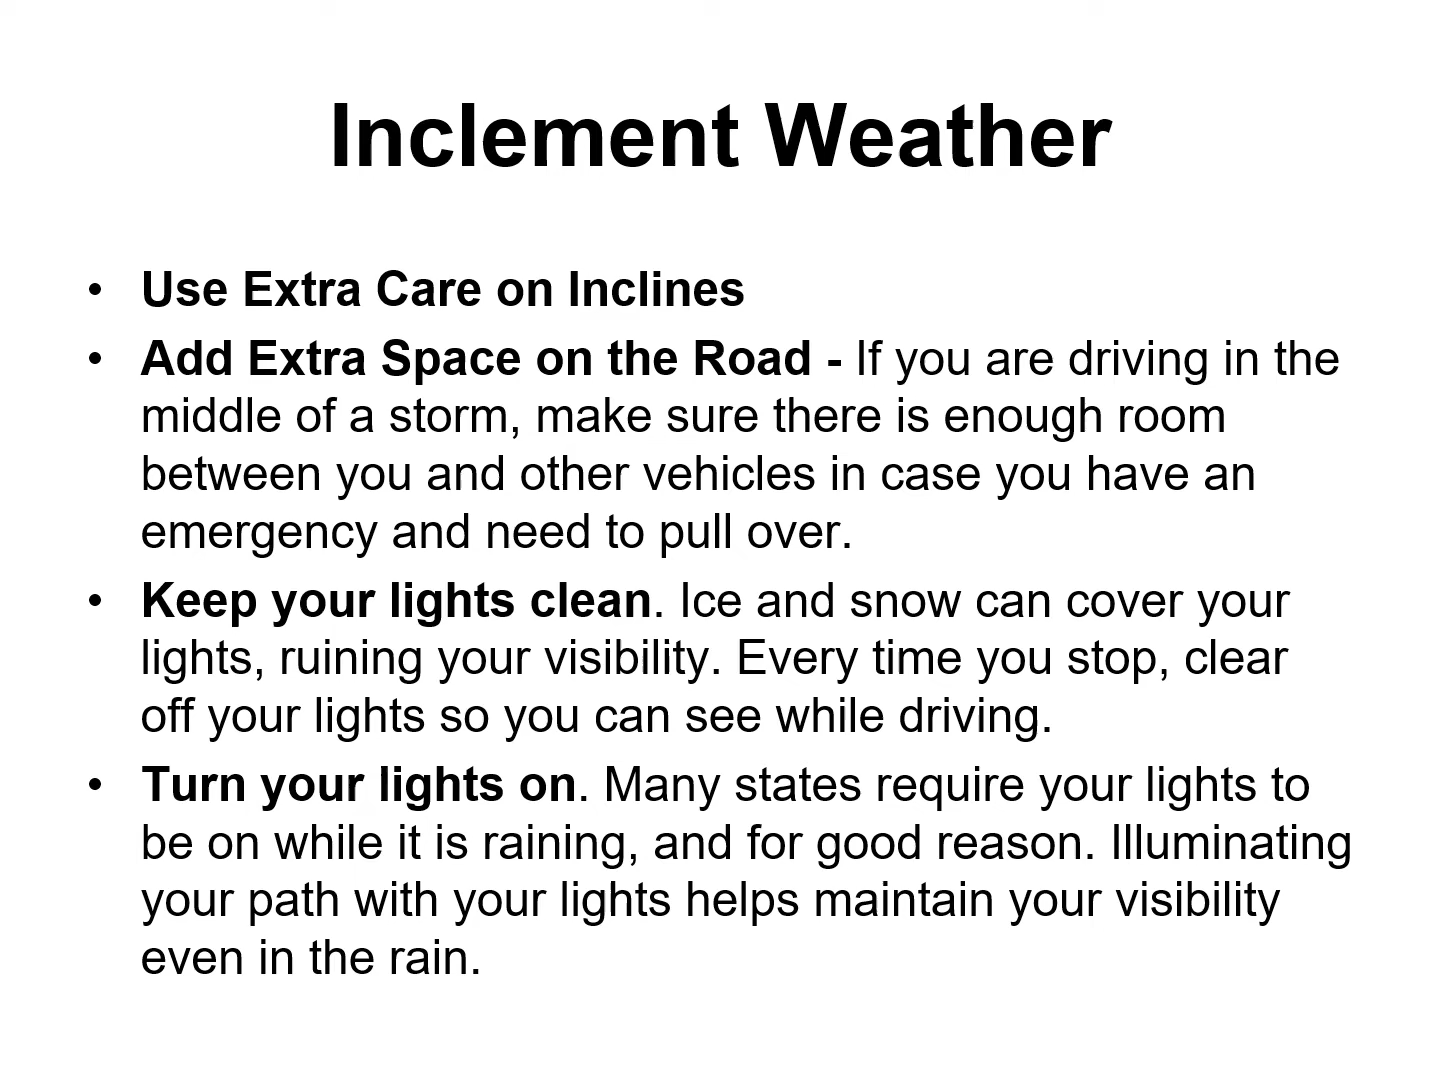 Inclement Weather
• Use Extra Care on Inclines
• Add Extra Space on the Road - If you are driving in the
middle of a storm, make sure there is enough room
between you and other vehicles in case you have an
emergency and need to pull over.
• Keep your lights clean. Ice and snow can cover your
lights, ruining your visibility. Every time you stop, clear
off your lights so you can see while driving.
• Turn your lights on. Many states require your lights to
be on while it is raining, and for good reason. Illuminating
your path with your lights helps maintain your visibility
even in the rain.